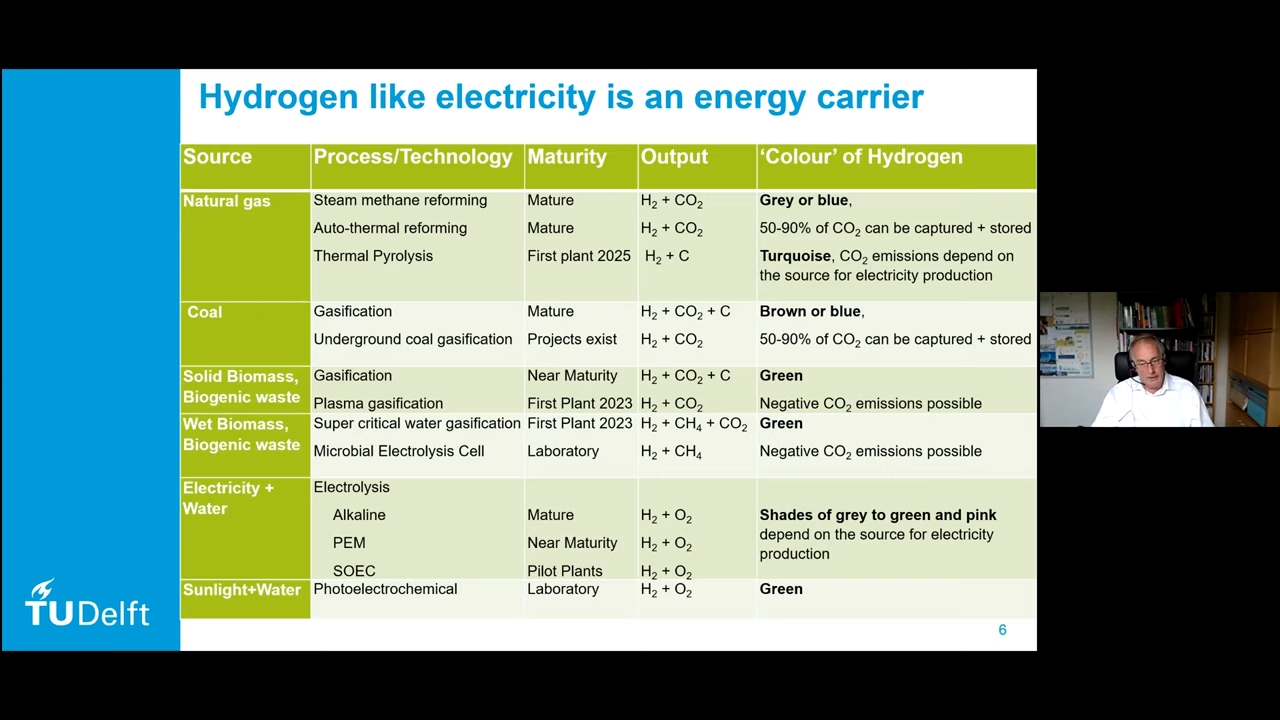 Hydrogen like electricity is an energy carrier
Source Process/Technology Maturity Output ‘Colour’ of Hydrogen
Natural gas Steam methane reforming Mature H₂ + CO₂ Grey or blue,
Auto-thermal reforming Mature H₂ + CO₂ 50-90% of CO₂ can be captured + stored
Thermal Pyrolysis First plant 2025 H₂ + C Turquoise, CO₂ emissions depend on
the source for electricity production
Coal Gasification Mature H₂ + CO₂ + C Brown or blue,
Underground coal gasification Projects exist H₂ + CO₂ 50-90% of CO₂ can be captured + stored
Solid Biomass, Gasification Near Maturity H₂ + CO₂ + C Green
Biogenic waste Plasma gasification First Plant 2023 H₂ + CO₂ Negative CO₂ emissions possible
Wet Biomass, Super critical water gasification First Plant 2023 H₂ + CH₄ + CO₂ Green
Biogenic waste Microbial Electrolysis Cell Laboratory H₂ + CH₄ Negative CO₂ emissions possible
Electricity + Electrolysis
Water Alkaline Mature H₂ + O₂ Shades of grey to green and pink
PEM Near Maturity H₂ + O₂ depend on the source for electricity
production
SOEC Pilot Plants H₂ + O₂
Sunlight+Water Photoelectrochemical Laboratory H₂ + O₂ Green
TUDelft
6